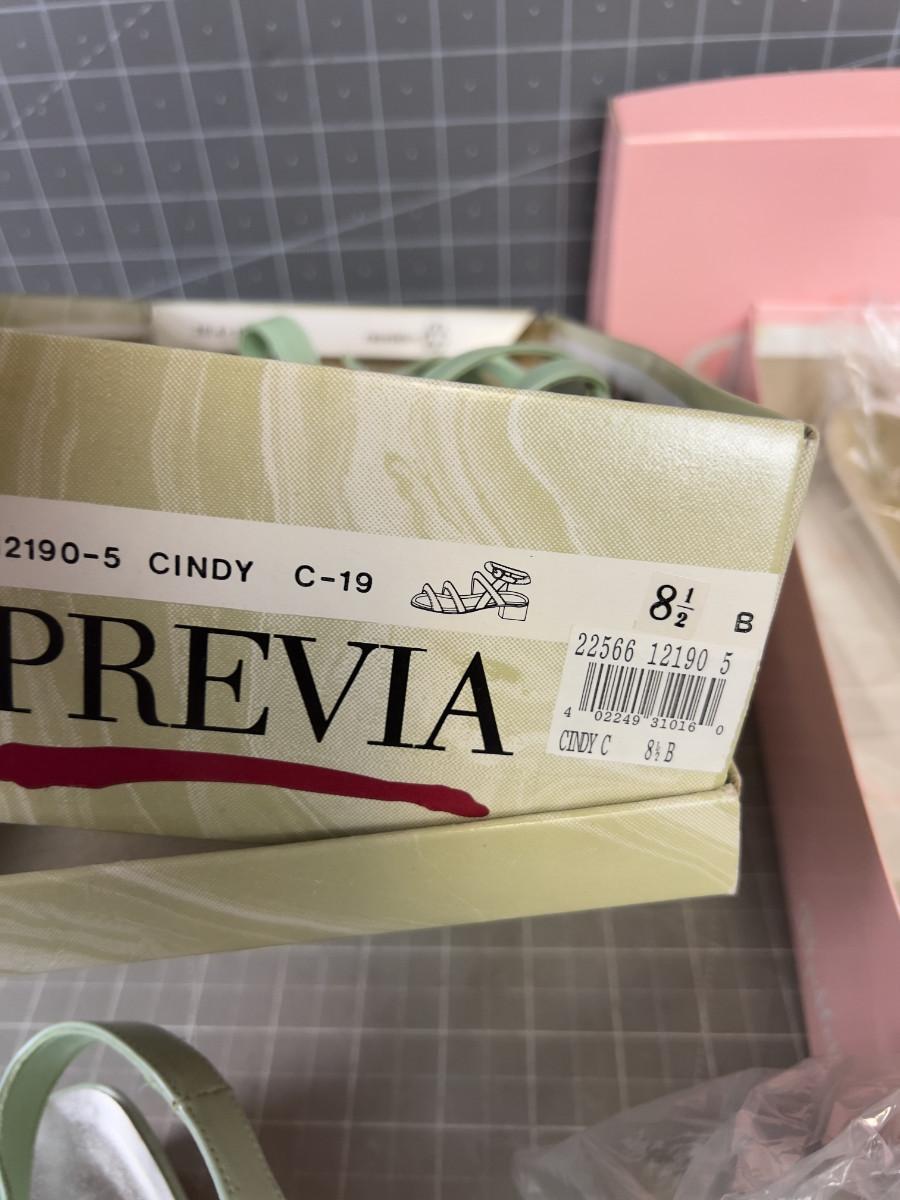 2190-5 CINDY C-19
8 1/2 B
PREVIA
22566 12190 5
4 02249 31016 0
CINDY C 8½ B